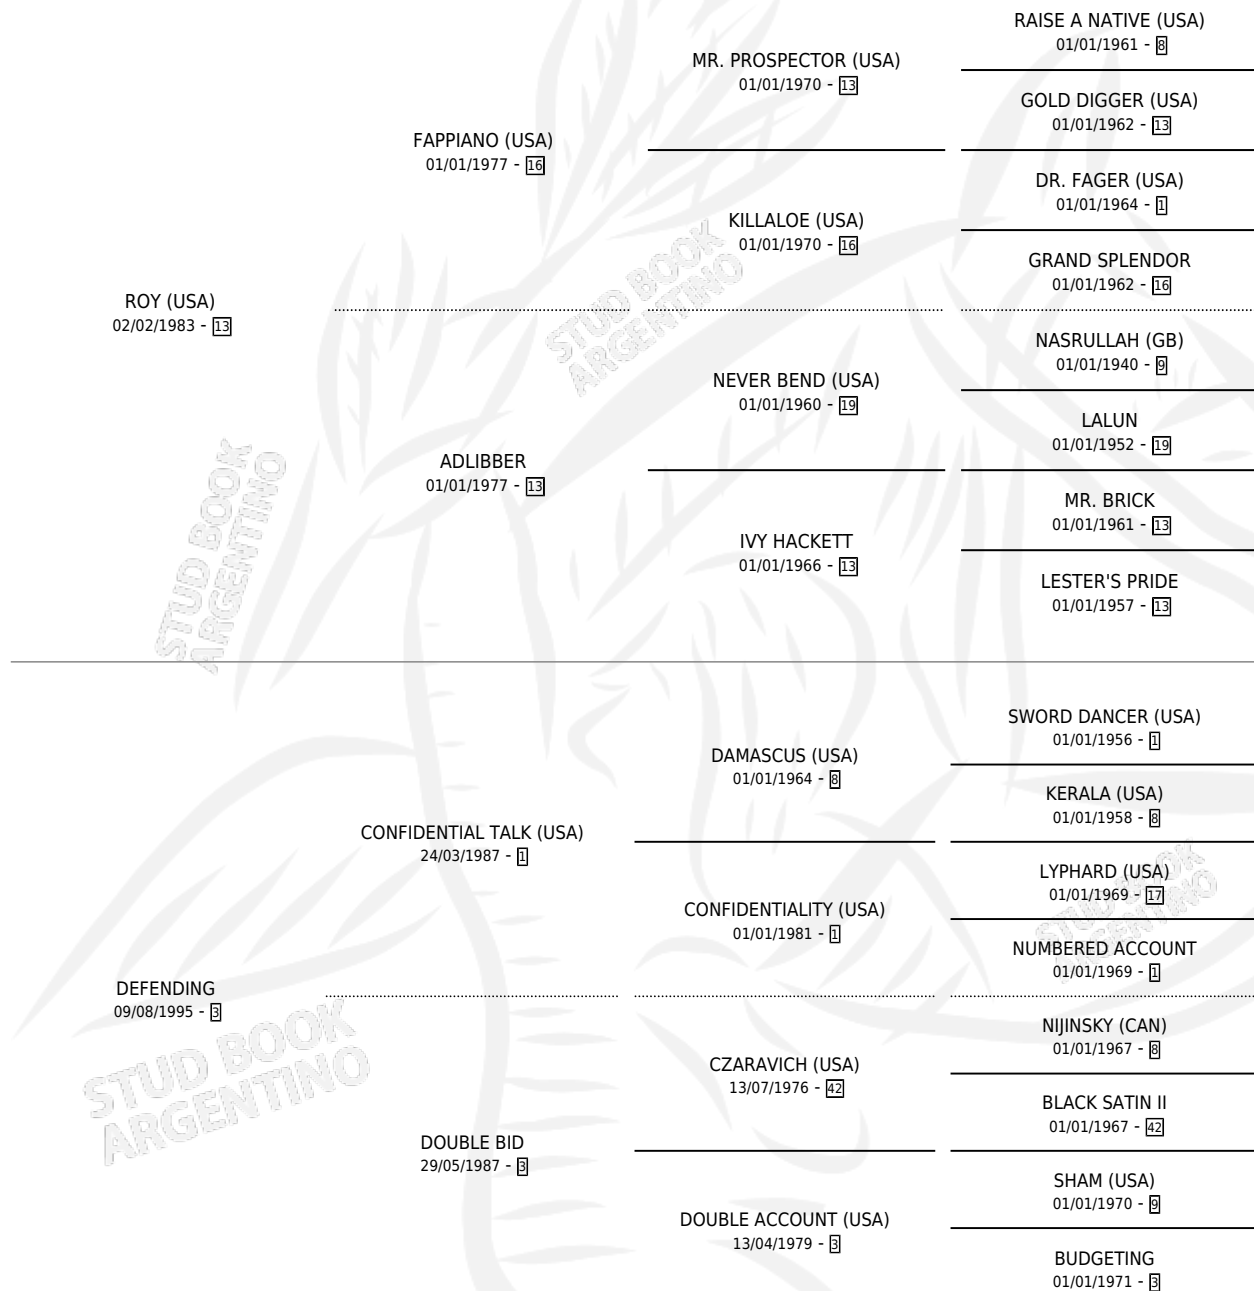 RAISE A NATIVE (USA)
01/01/1961 - 8
MR. PROSPECTOR (USA)
01/01/1970 - 13
GOLD DIGGER (USA)
01/01/1962 - 13
FAPPIANO (USA)
01/01/1977 - 16
DR. FAGER (USA)
01/01/1964 - 1
KILLALOE (USA)
01/01/1970 - 16
GRAND SPLENDOR
01/01/1962 - 16
ROY (USA)
02/02/1983 - 13
NASRULLAH (GB)
01/01/1940 - 9
NEVER BEND (USA)
01/01/1960 - 19
LALUN
01/01/1952 - 19
ADLIBBER
01/01/1977 - 13
MR. BRICK
01/01/1961 - 13
IVY HACKETT
01/01/1966 - 13
LESTER'S PRIDE
01/01/1957 - 13
SWORD DANCER (USA)
01/01/1956 - 1
DAMASCUS (USA)
01/01/1964 - 8
KERALA (USA)
01/01/1958 - 8
CONFIDENTIAL TALK (USA)
24/03/1987 - 1
LYPHARD (USA)
01/01/1969 - 17
CONFIDENTIALITY (USA)
01/01/1981 - 1
NUMBERED ACCOUNT
01/01/1969 - 1
DEFENDING
09/08/1995 - 3
NIJINSKY (CAN)
01/01/1967 - 8
CZARAVICH (USA)
13/07/1976 - 42
BLACK SATIN II
01/01/1967 - 42
DOUBLE BID
29/05/1987 - 3
SHAM (USA)
01/01/1970 - 9
DOUBLE ACCOUNT (USA)
13/04/1979 - 3
BUDGETING
01/01/1971 - 3
STUD BOOK
ARGENTINO
STUD BOOK
ARGENTINO
STUD BOOK
ARGENTINO
STUD BOOK
ARGENTINO